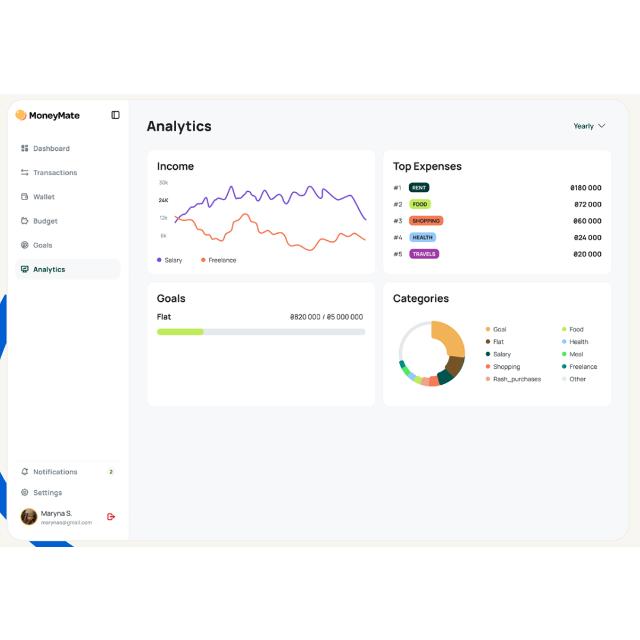 MoneyMate
Dashboard
Transactions
Wallet
Budget
Goals
Analytics
Notifications 2
Settings
Maryna S.
marynas@gmail.com
Analytics
Yearly
Income
30k
24K
12k
6k
Salary
Freelance
Top Expenses
#1 RENT ₴180 000
#2 FOOD ₴72 000
#3 SHOPPING ₴60 000
#4 HEALTH ₴24 000
#5 TRAVELS ₴20 000
Goals
Flat ₴820 000 / ₴5 000 000
Categories
Goal
Flat
Salary
Shopping
Rash_purchases
Food
Health
Meal
Freelance
Other